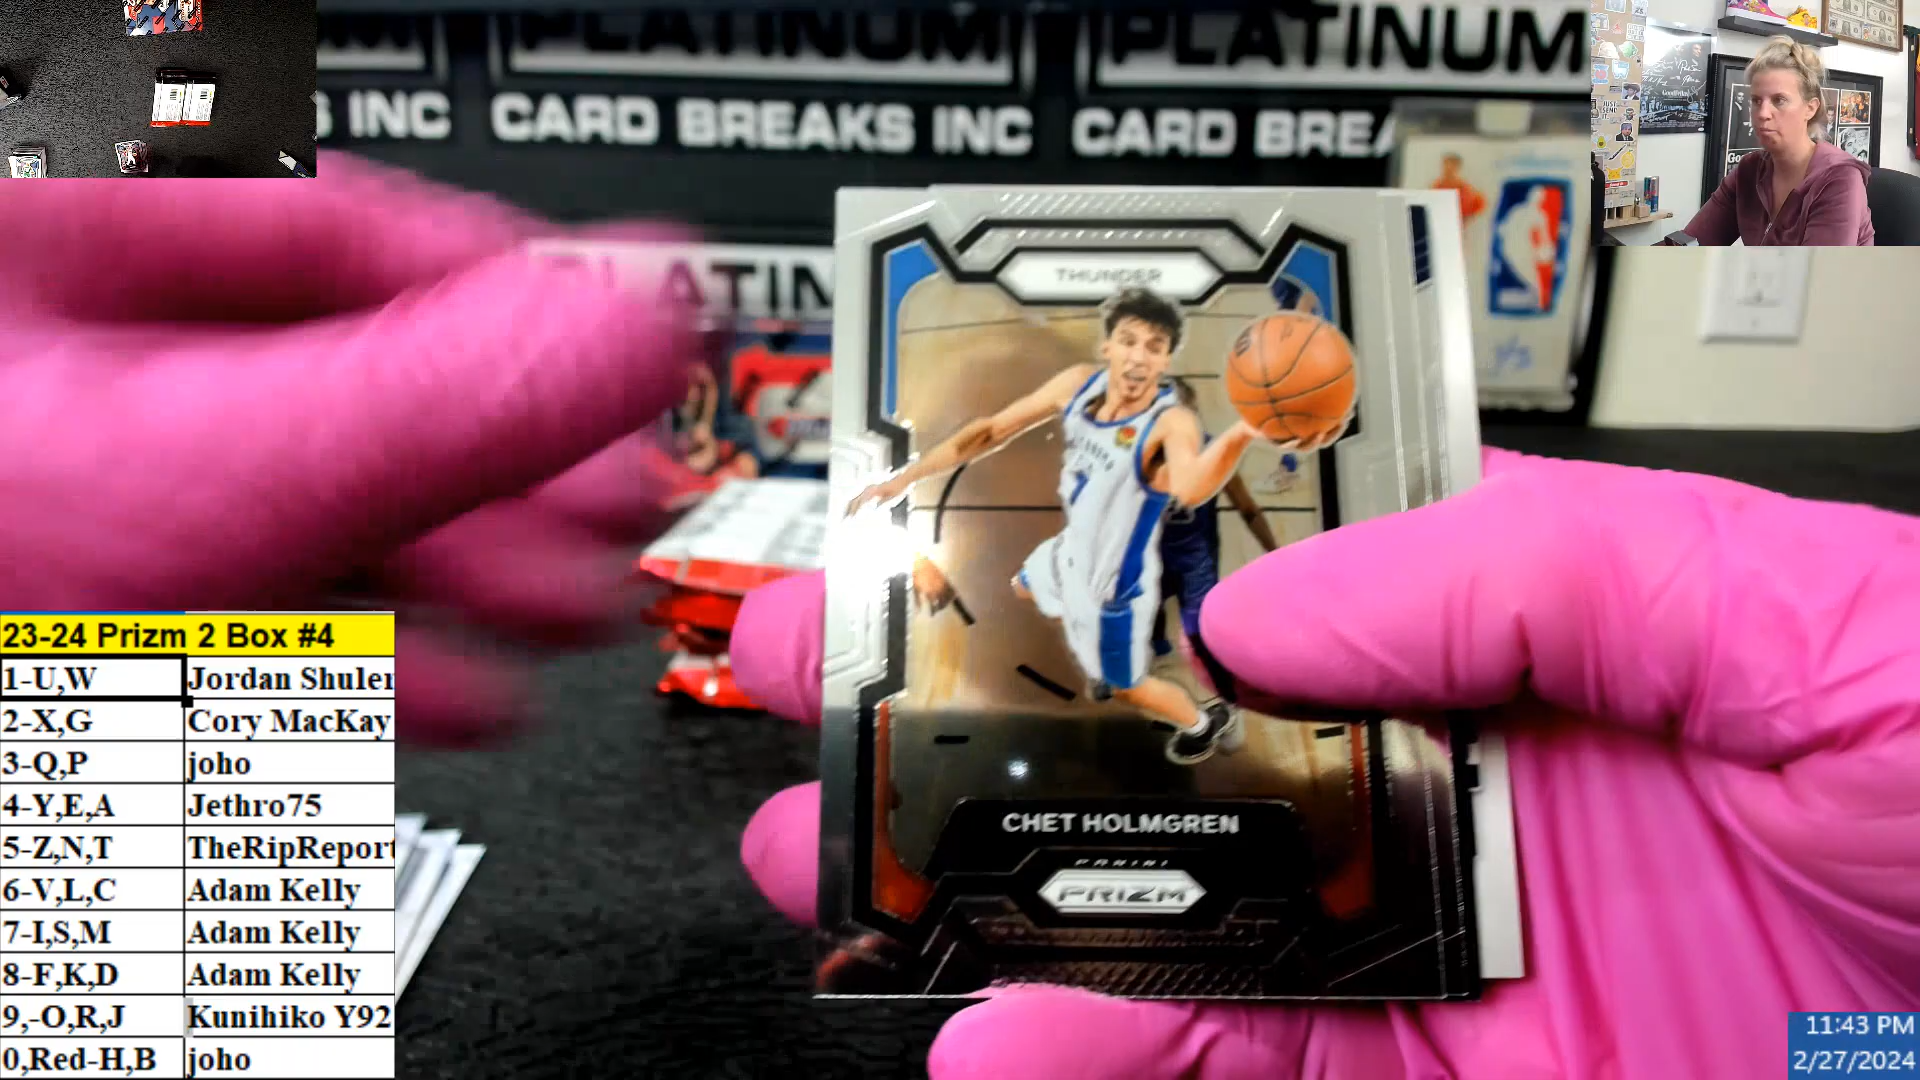 PLATINUM
PLATINUM
S INC
CARD BREAKS INC
CARD BREA
PLATIN
THUNDER
7
CHET HOLMGREN
PANINI
PRIZM
23-24 Prizm 2 Box #4
1-U,W Jordan Shuler
2-X,G Cory MacKay
3-Q,P joho
4-Y,E,A Jethro75
5-Z,N,T TheRipReport
6-V,L,C Adam Kelly
7-I,S,M Adam Kelly
8-F,K,D Adam Kelly
9,-O,R,J Kunihiko Y92
0,Red-H,B joho
11:43 PM
2/27/2024